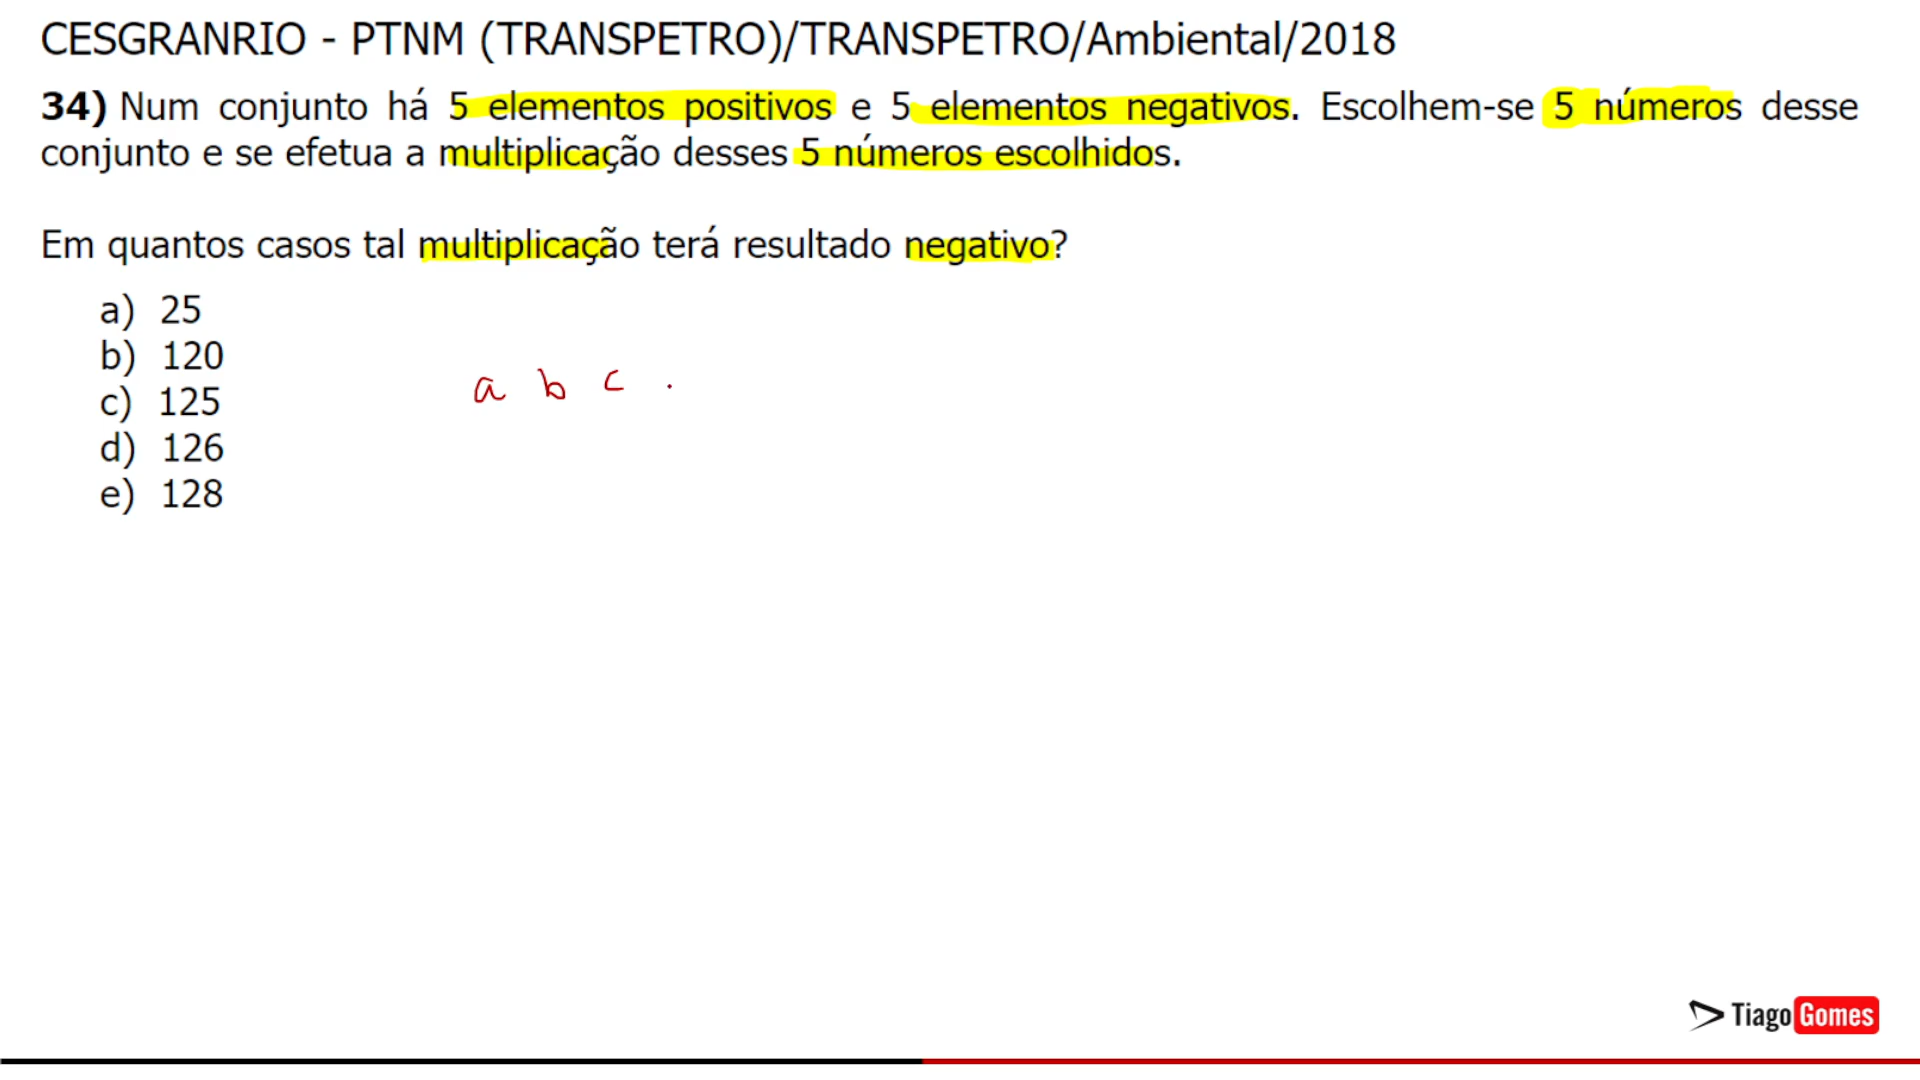 CESGRANRIO - PTNM (TRANSPETRO)/TRANSPETRO/Ambiental/2018
34) Num conjunto há 5 elementos positivos e 5 elementos negativos. Escolhem-se 5 números desse
conjunto e se efetua a multiplicação desses 5 números escolhidos.
Em quantos casos tal multiplicação terá resultado negativo?
a) 25
b) 120
c) 125
d) 126
e) 128
a b c .
Tiago Gomes